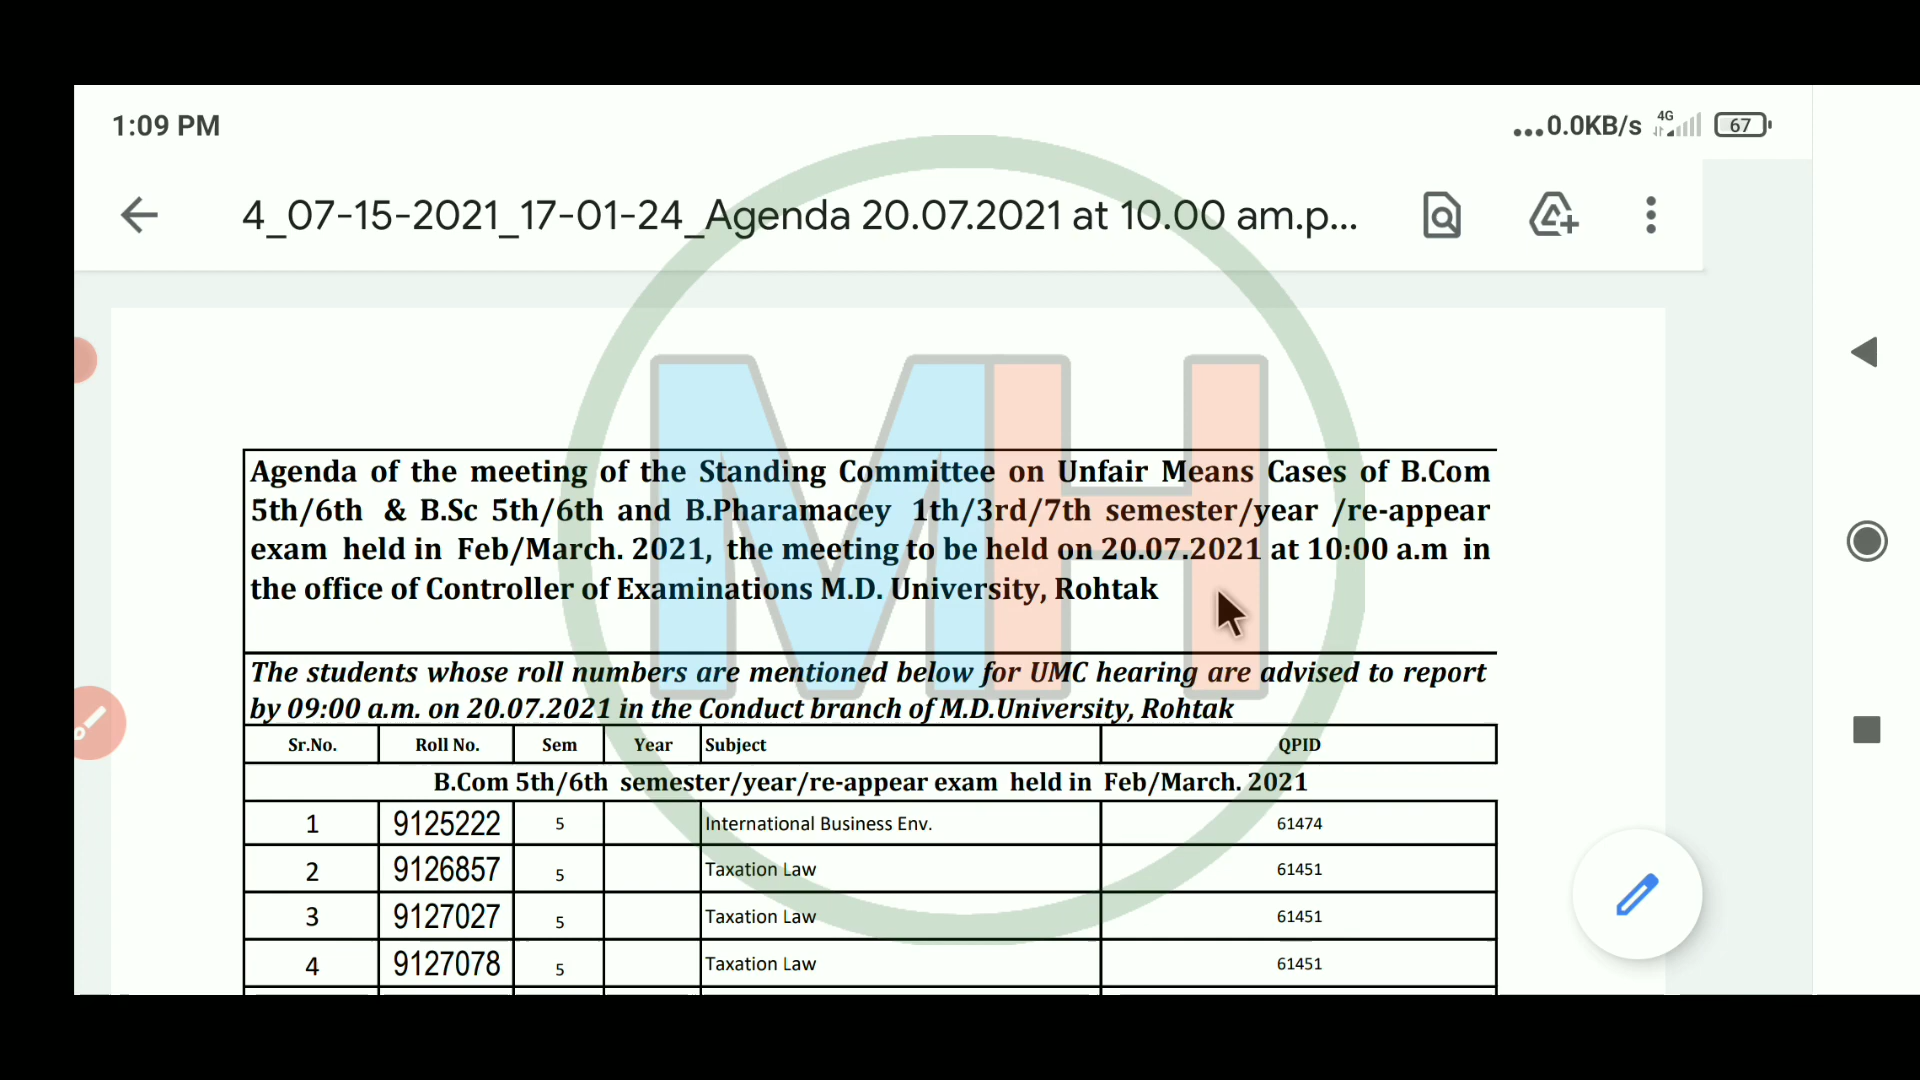 1:09 PM
...0.0KB/s 4G 67
4_07-15-2021_17-01-24_Agenda 20.07.2021 at 10.00 am.p...
MH
Agenda of the meeting of the Standing Committee on Unfair Means Cases of B.Com
5th/6th & B.Sc 5th/6th and B.Pharamacey 1th/3rd/7th semester/year /re-appear
exam held in Feb/March. 2021, the meeting to be held on 20.07.2021 at 10:00 a.m in
the office of Controller of Examinations M.D. University, Rohtak
The students whose roll numbers are mentioned below for UMC hearing are advised to report
by 09:00 a.m. on 20.07.2021 in the Conduct branch of M.D.University, Rohtak
Sr.No. Roll No. Sem Year Subject QPID
B.Com 5th/6th semester/year/re-appear exam held in Feb/March. 2021
1 9125222 5 International Business Env. 61474
2 9126857 5 Taxation Law 61451
3 9127027 5 Taxation Law 61451
4 9127078 5 Taxation Law 61451